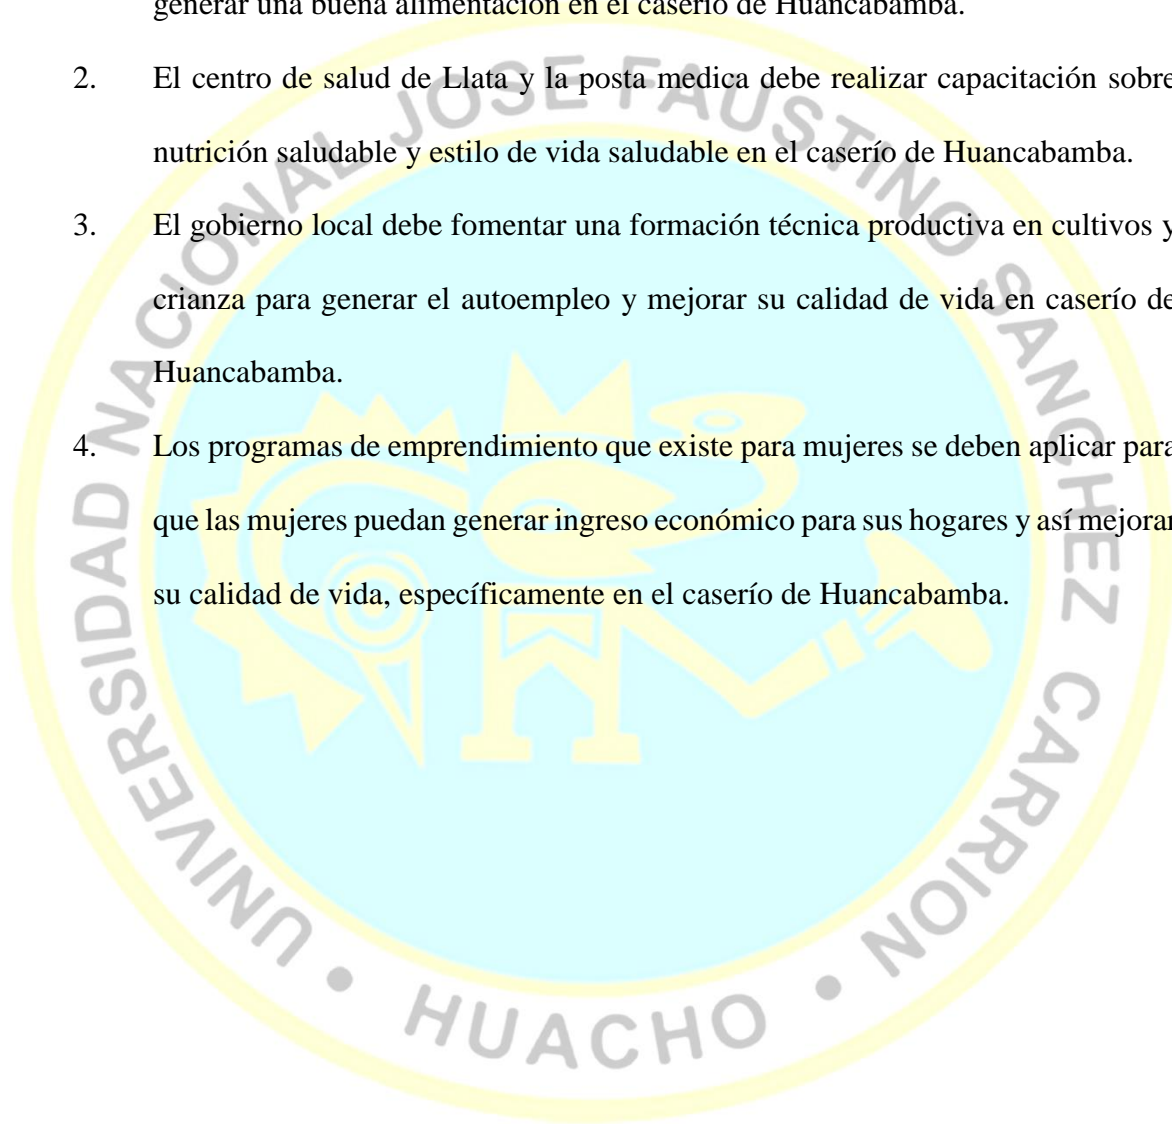 generar una buena alimentación en el caserío de Huancabamba.
2. El centro de salud de Llata y la posta medica debe realizar capacitación sobre
nutrición saludable y estilo de vida saludable en el caserío de Huancabamba.
3. El gobierno local debe fomentar una formación técnica productiva en cultivos y
crianza para generar el autoempleo y mejorar su calidad de vida en caserío de
Huancabamba.
4. Los programas de emprendimiento que existe para mujeres se deben aplicar para
que las mujeres puedan generar ingreso económico para sus hogares y así mejorar
su calidad de vida, específicamente en el caserío de Huancabamba.
UNIVERSIDAD NACIONAL JOSE FAUSTINO SANCHEZ CARRION
• HUACHO •